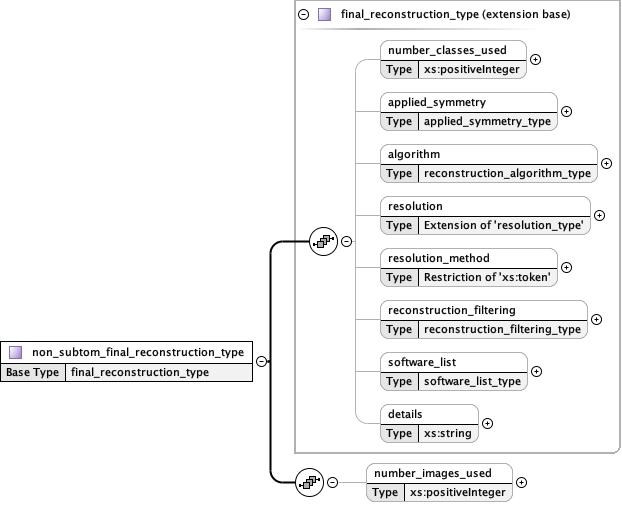 final_reconstruction_type (extension base)
number_classes_used
Type xs:positiveInteger
applied_symmetry
Type applied_symmetry_type
algorithm
Type reconstruction_algorithm_type
resolution
Type Extension of 'resolution_type'
resolution_method
Type Restriction of 'xs:token'
reconstruction_filtering
Type reconstruction_filtering_type
software_list
Type software_list_type
details
Type xs:string
non_subtom_final_reconstruction_type
Base Type final_reconstruction_type
number_images_used
Type xs:positiveInteger